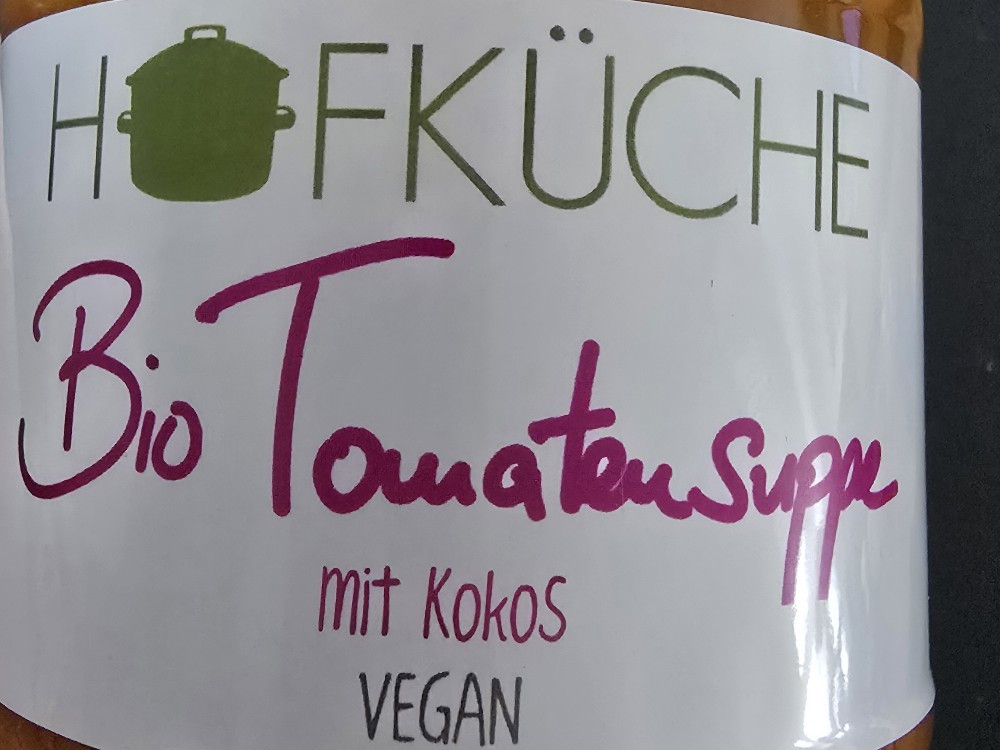 HOFKÜCHE
Bio Tomatensuppe
mit Kokos
VEGAN